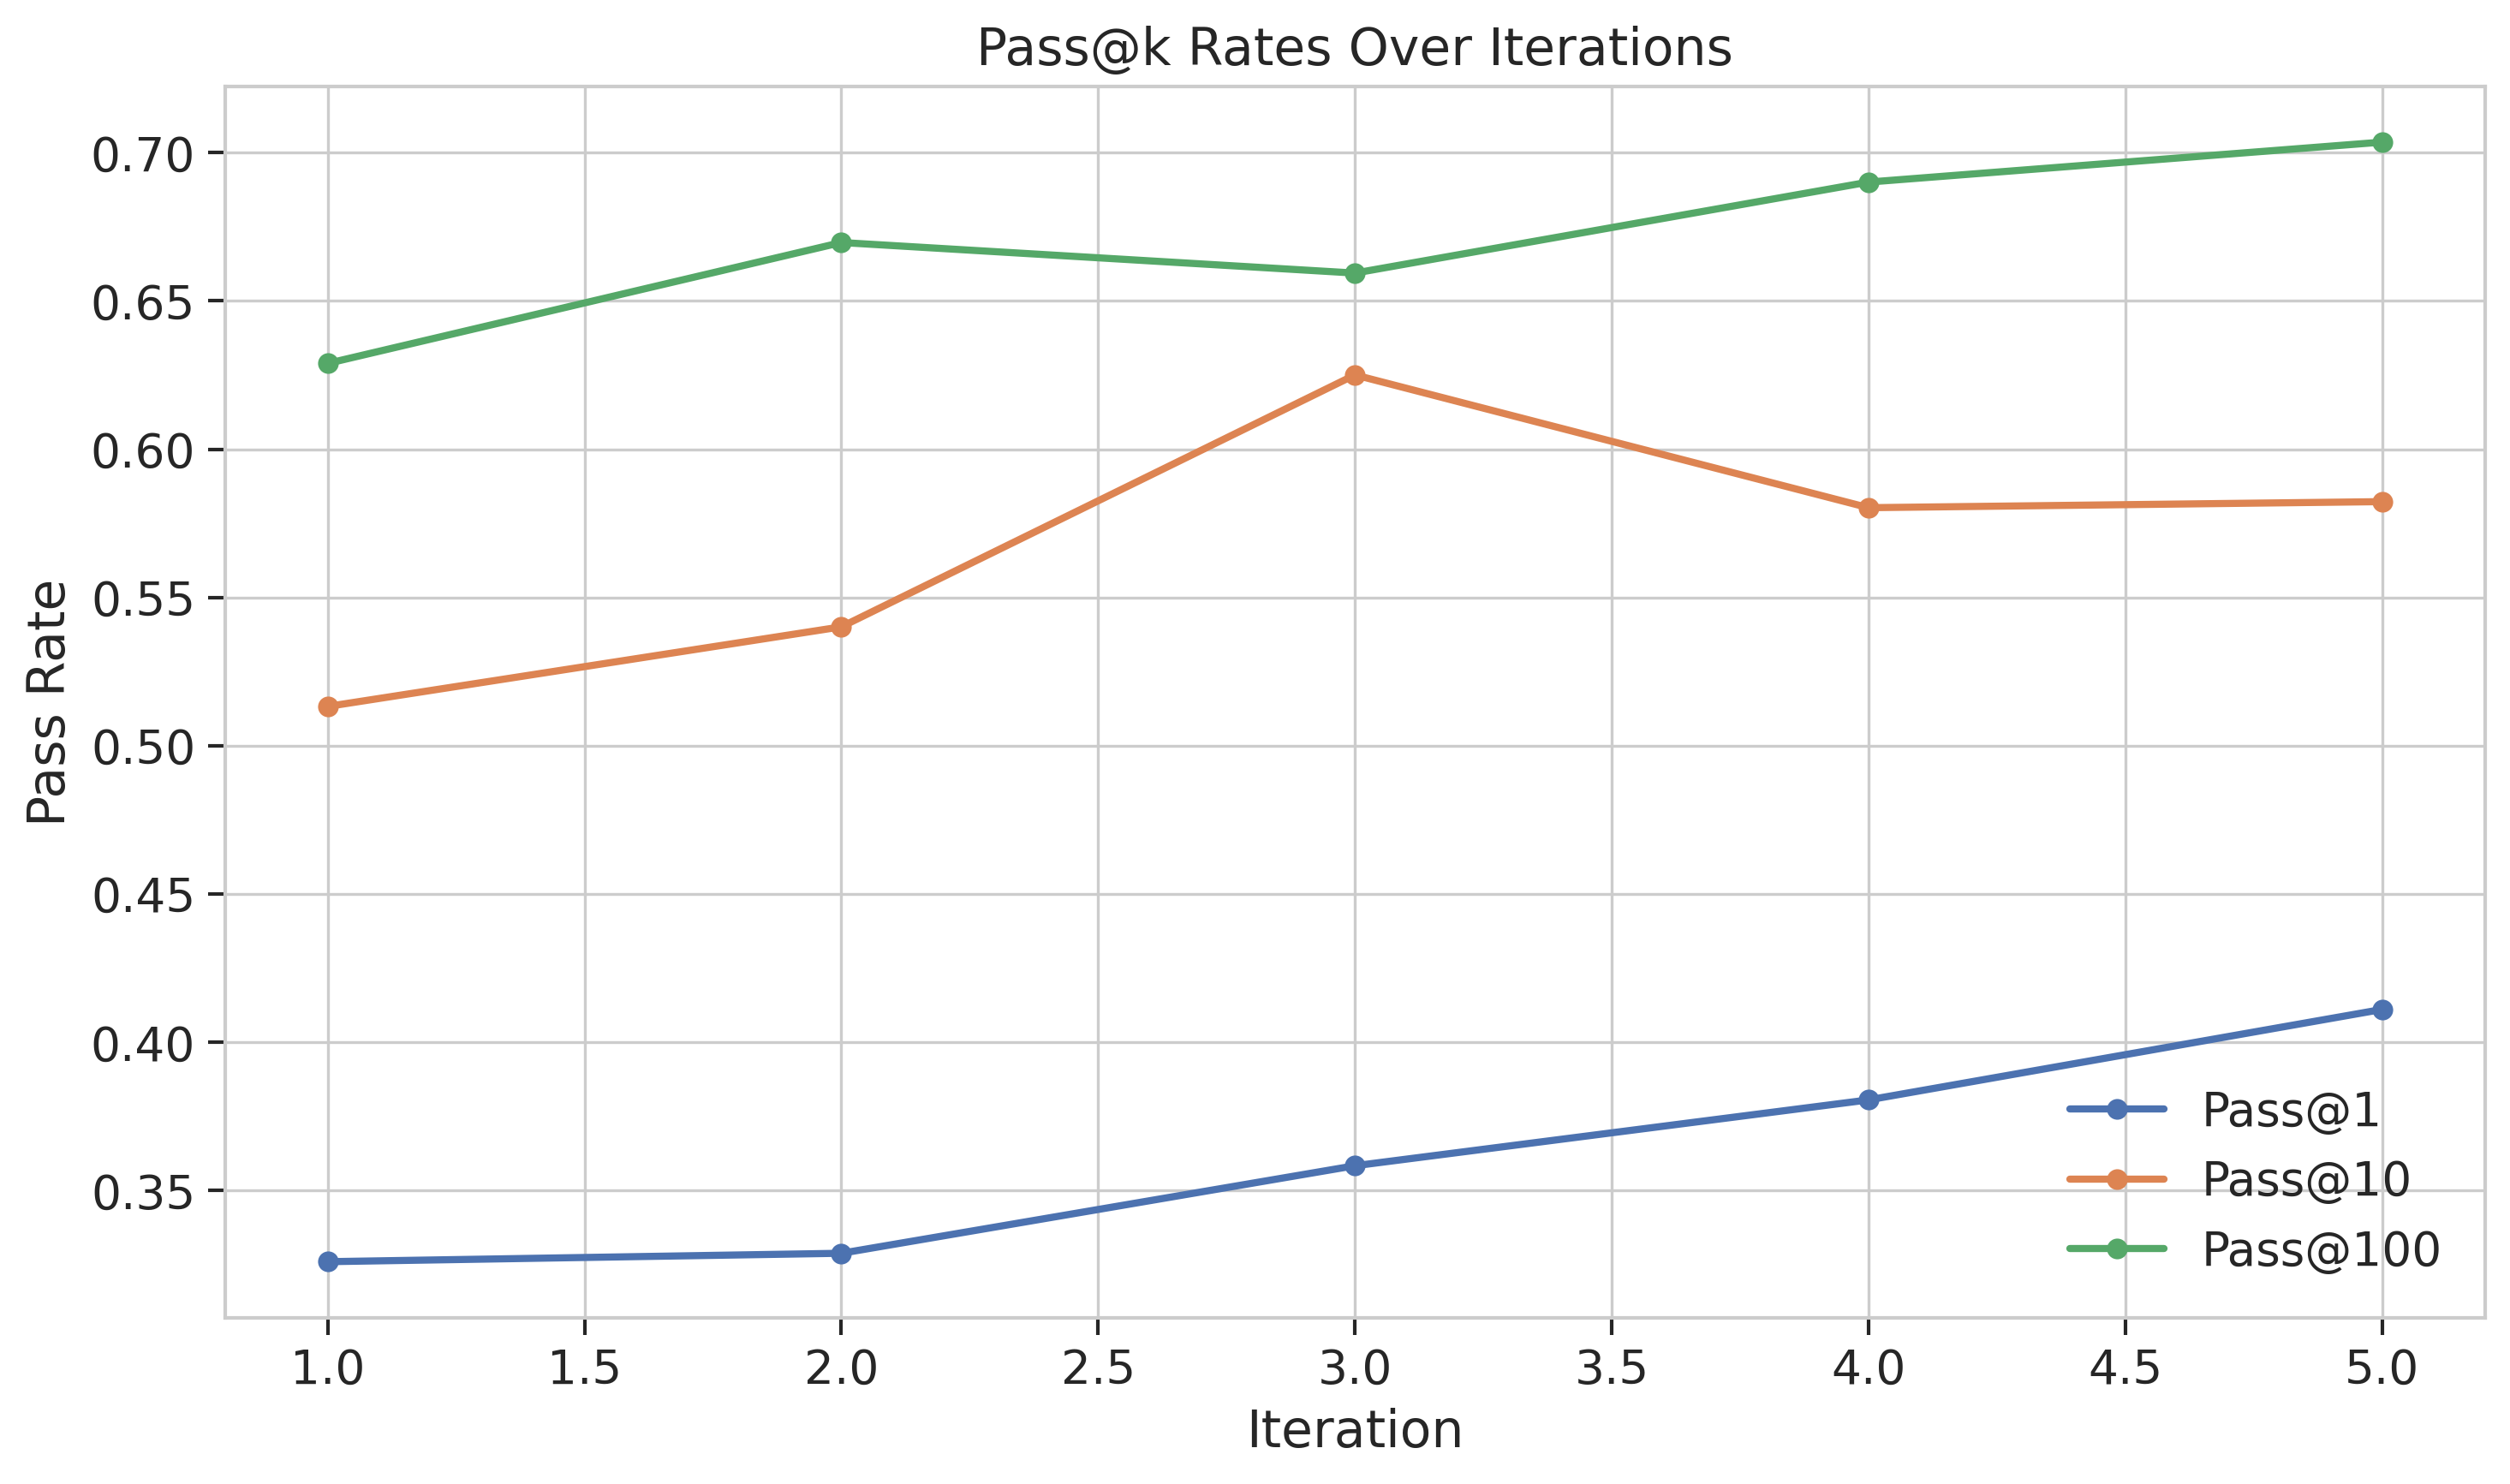 Pass@k Rates Over Iterations
Pass Rate
0.70
0.65
0.60
0.55
0.50
0.45
0.40
0.35
1.0 1.5 2.0 2.5 3.0 3.5 4.0 4.5 5.0
Iteration
Pass@1
Pass@10
Pass@100